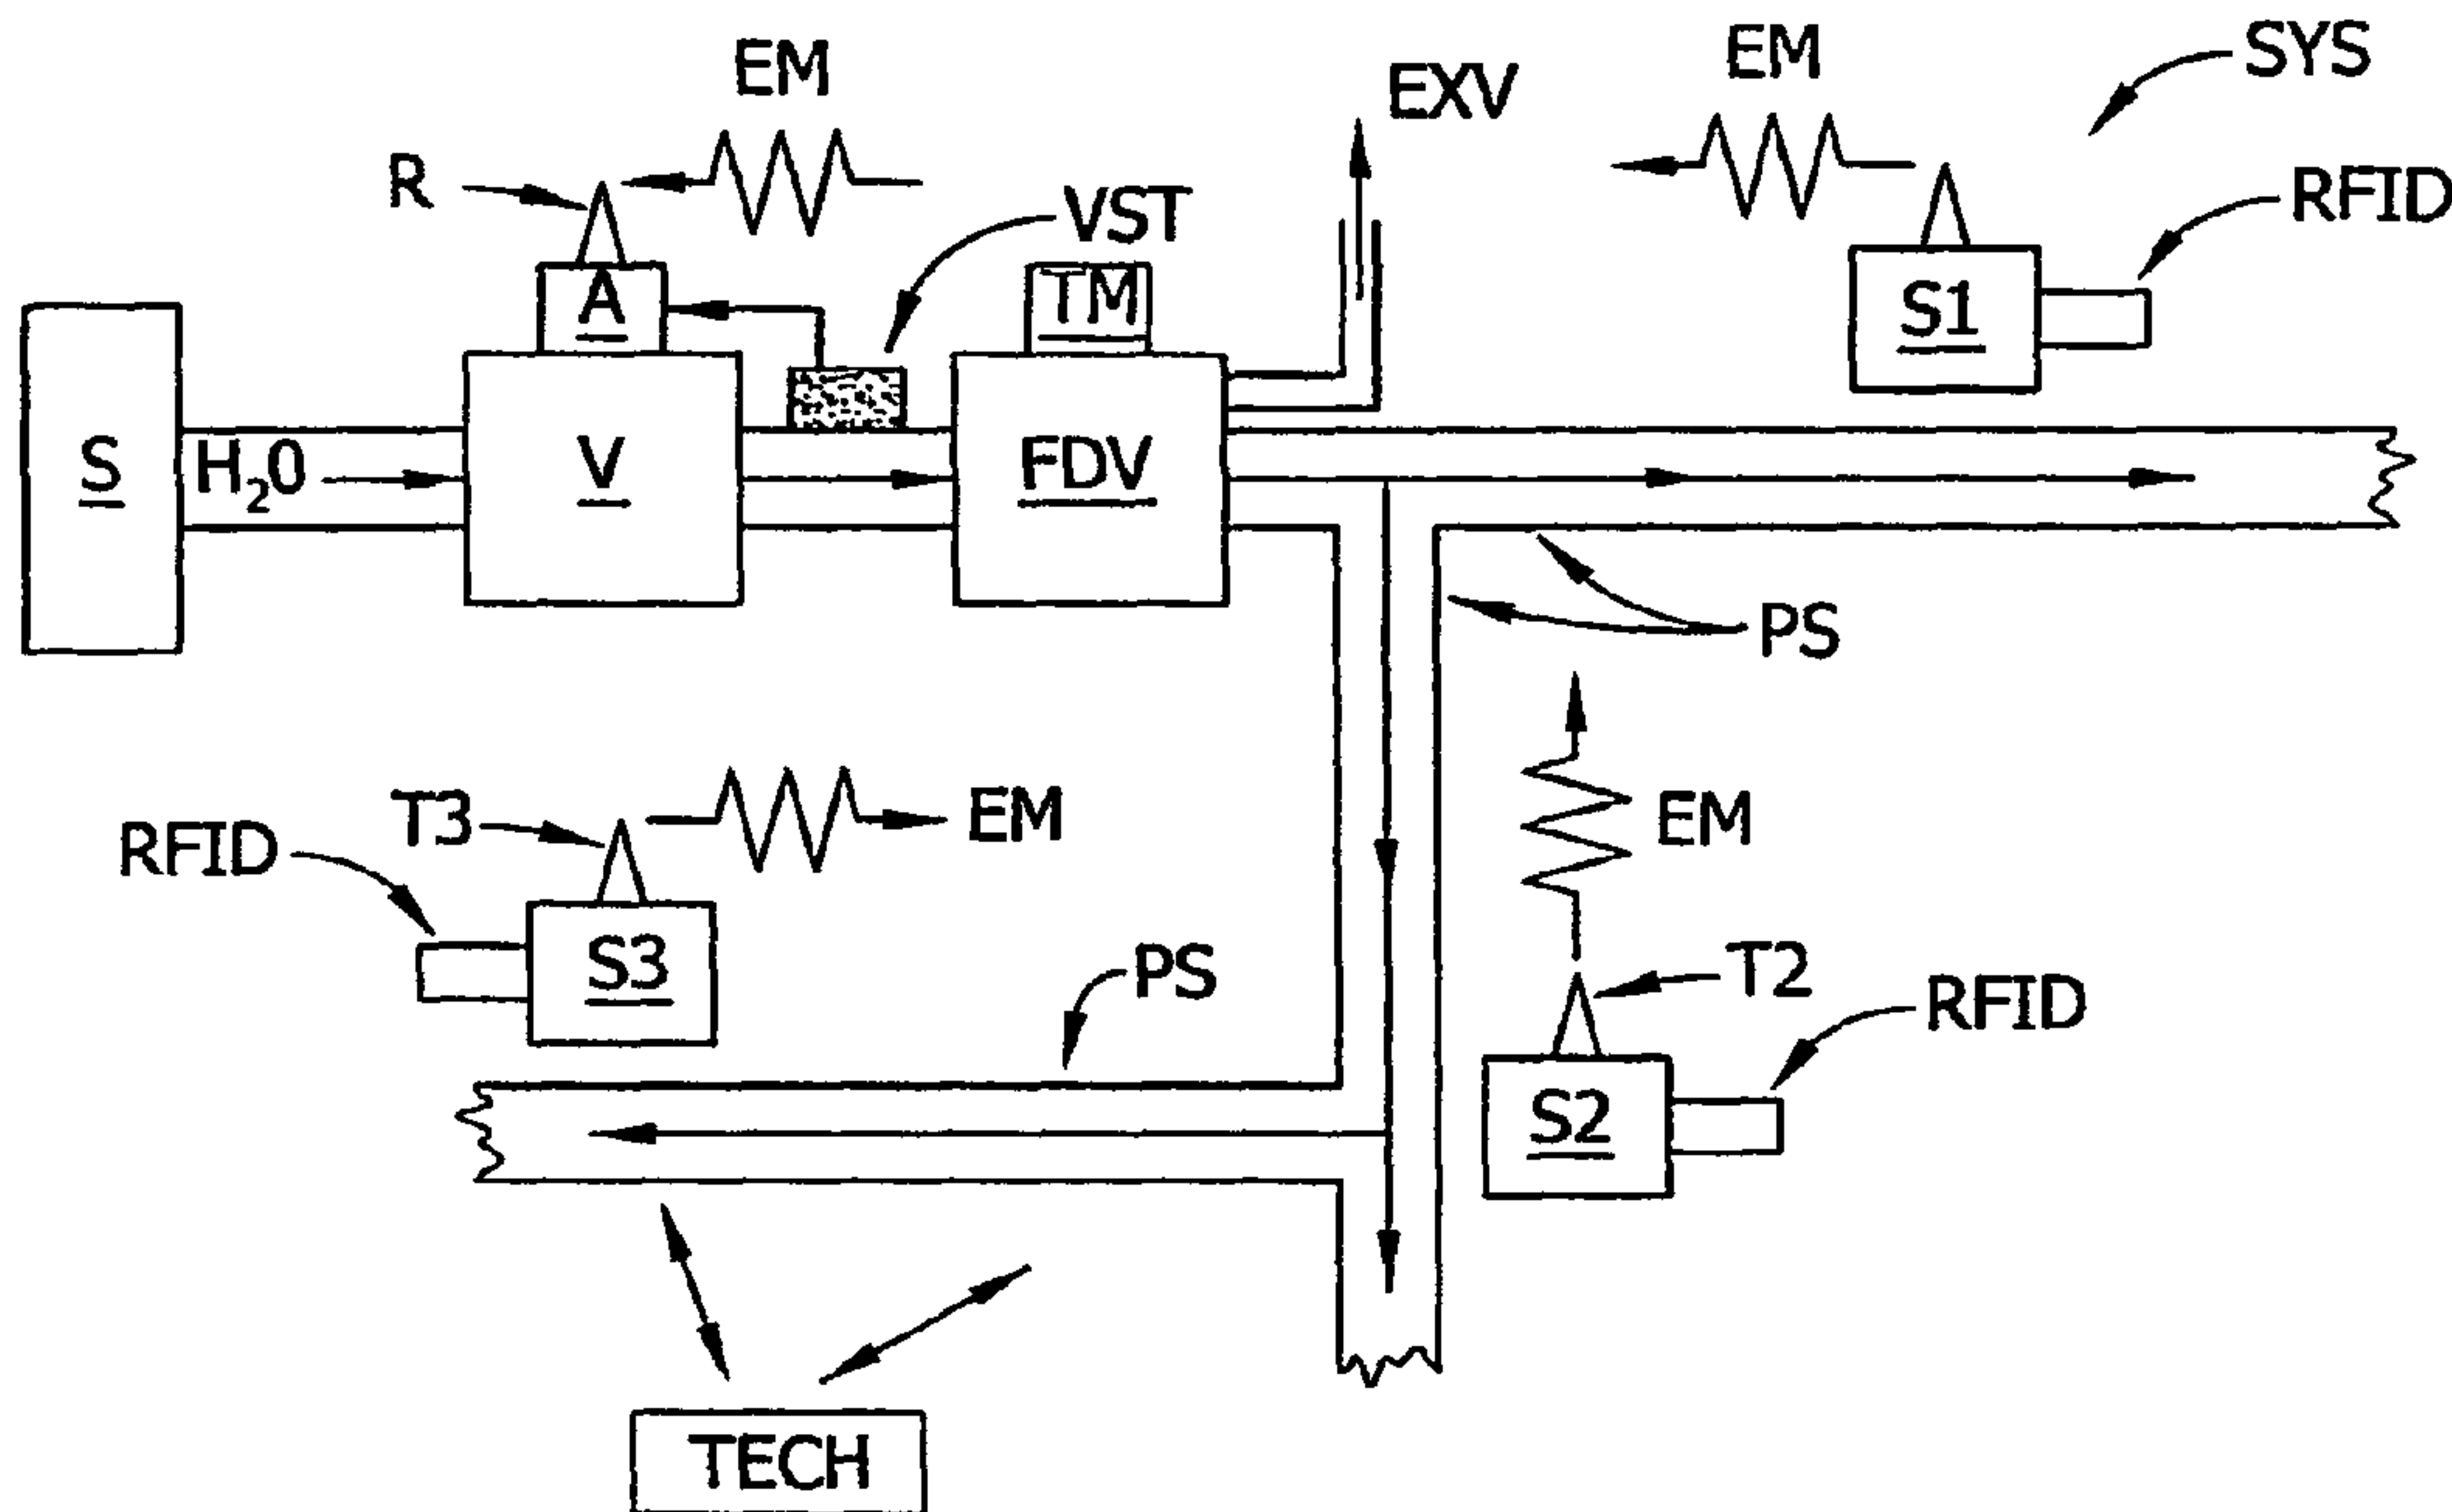 EM
EM
SYS
EXV
R
VST
RFID
A
TM
S1
S
H₂O
V
FDV
PS
T3
EM
EM
RFID
S3
PS
T2
RFID
S2
TECH